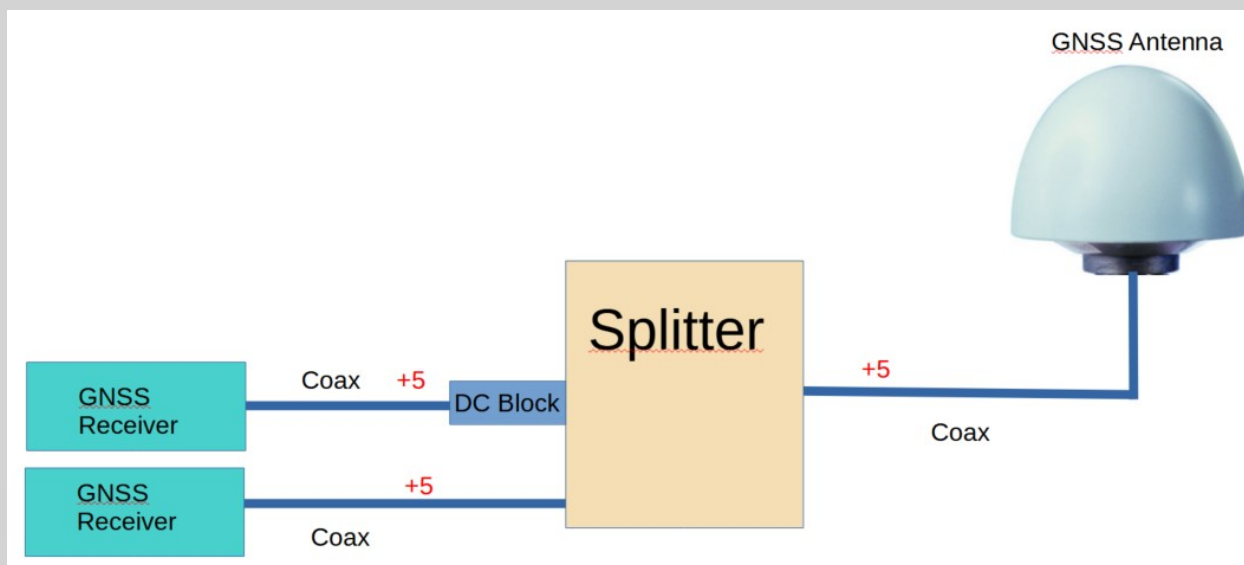 GNSS Antenna
Splitter
+5
Coax
Coax +5
DC Block
GNSS
Receiver
+5
GNSS
Receiver
Coax